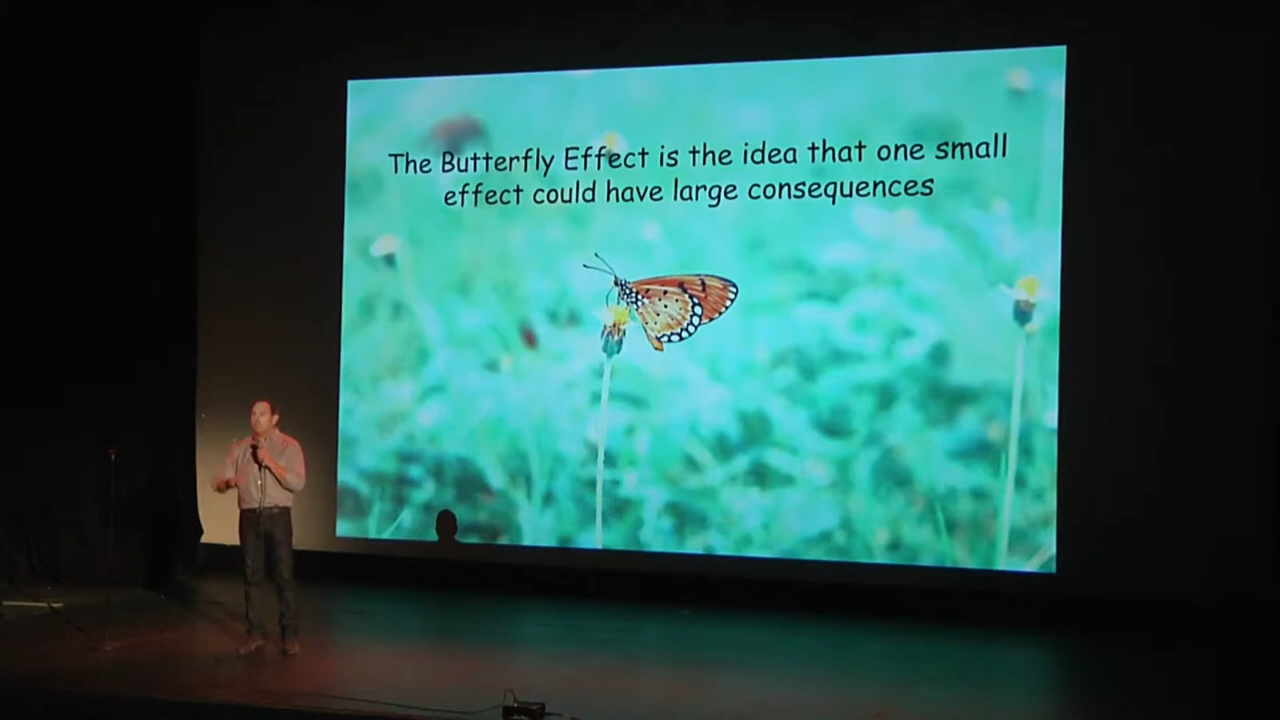 The Butterfly Effect is the idea that one small
effect could have large consequences